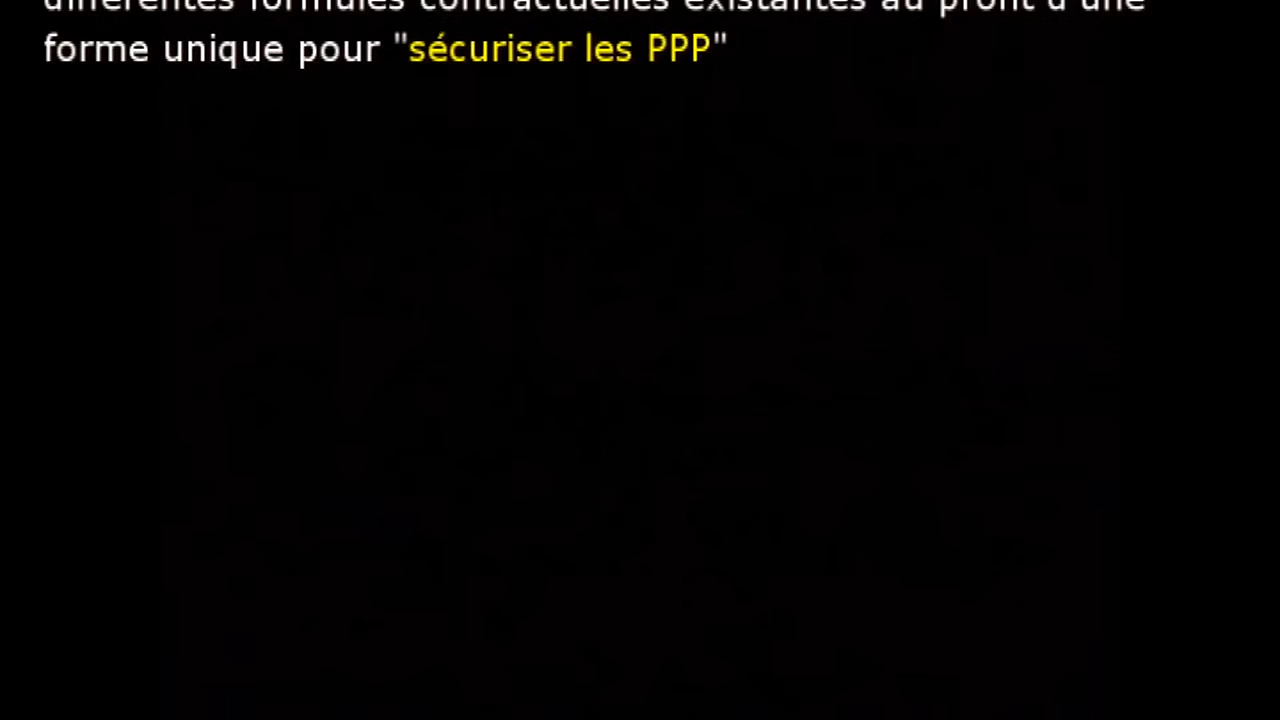 différentes formules contractuelles existantes au profit d'une
forme unique pour "sécuriser les PPP"